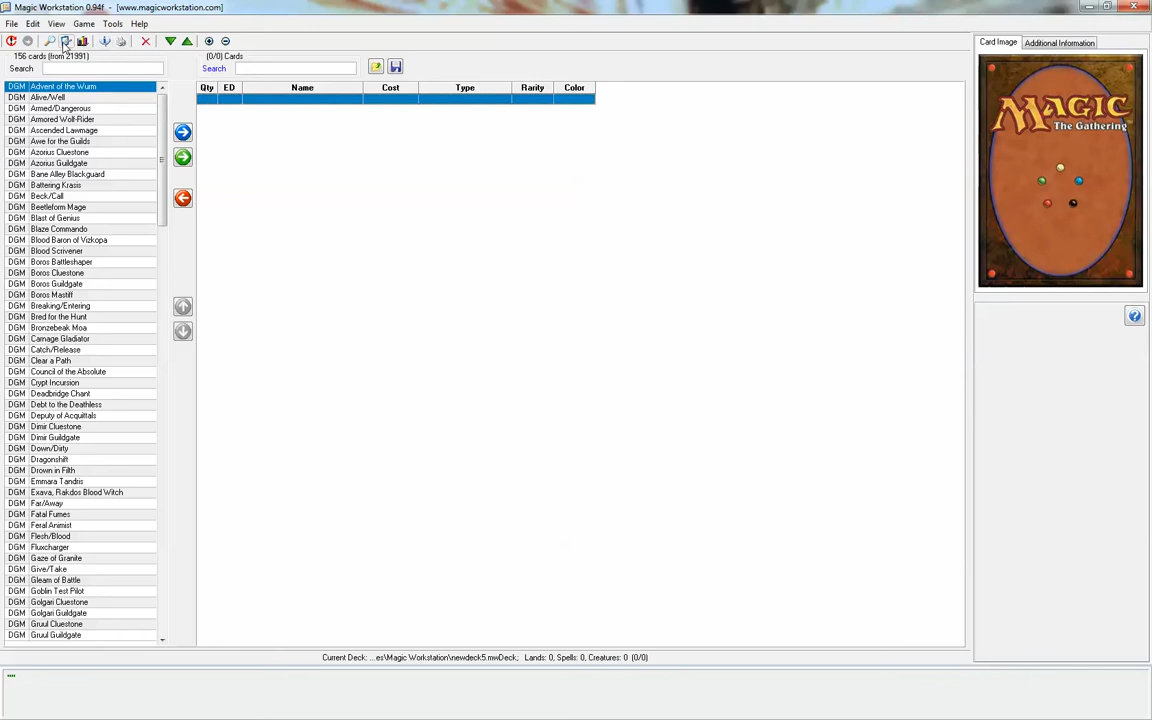 Magic Workstation 0.94f - [www.magicworkstation.com]
File Edit View Game Tools Help
156 cards (from 21991)
(0/0) Cards
Search
Search
Card Image Additional Information
Qty ED Name Cost Type Rarity Color
DGM Advent of the Wurm
DGM Alive/Well
DGM Armed/Dangerous
DGM Armored Wolf-Rider
DGM Ascended Lawmage
DGM Awe for the Guilds
DGM Azorius Cluestone
DGM Azorius Guildgate
DGM Bane Alley Blackguard
DGM Battering Krasis
DGM Beck/Call
DGM Beetleform Mage
DGM Blast of Genius
DGM Blaze Commando
DGM Blood Baron of Vizkopa
DGM Blood Scrivener
DGM Boros Battleshaper
DGM Boros Cluestone
DGM Boros Guildgate
DGM Boros Mastiff
DGM Breaking/Entering
DGM Bred for the Hunt
DGM Bronzebeak Moa
DGM Carnage Gladiator
DGM Catch/Release
DGM Clear a Path
DGM Council of the Absolute
DGM Crypt Incursion
DGM Deadbridge Chant
DGM Debt to the Deathless
DGM Deputy of Acquittals
DGM Dimir Cluestone
DGM Dimir Guildgate
DGM Down/Dirty
DGM Dragonshift
DGM Drown in Filth
DGM Emmara Tandris
DGM Exava, Rakdos Blood Witch
DGM Far/Away
DGM Fatal Fumes
DGM Feral Animist
DGM Flesh/Blood
DGM Fluxcharger
DGM Gaze of Granite
DGM Give/Take
DGM Gleam of Battle
DGM Goblin Test Pilot
DGM Golgari Cluestone
DGM Golgari Guildgate
DGM Gruul Cluestone
DGM Gruul Guildgate
MAGIC
The Gathering
Current Deck: ...es\Magic Workstation\newdeck5.mwDeck; Lands: 0, Spells: 0, Creatures: 0 (0/0)